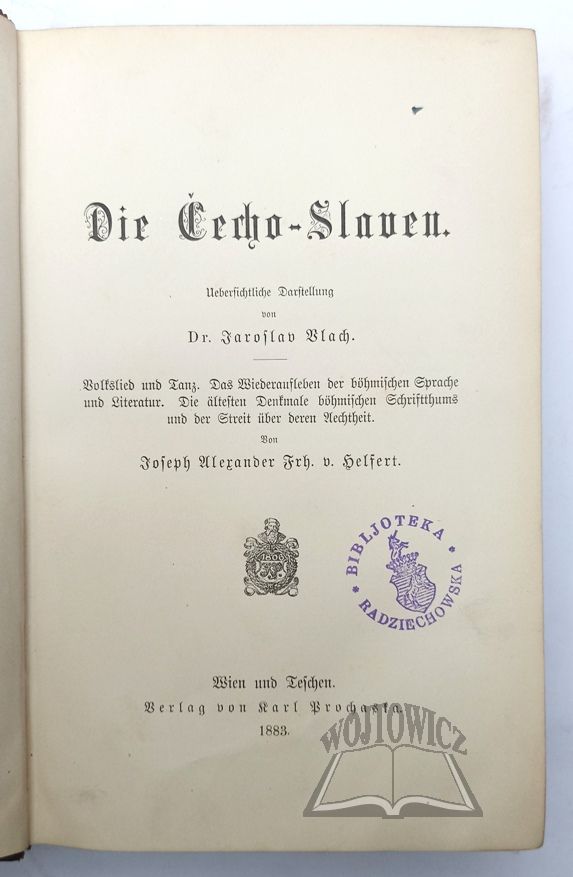 Die Čecho-Slaven.
Uebersichtliche Darstellung
von
Dr. Jaroslav Vlach.
Volkslied und Tanz. Das Wiederaufleben der böhmischen Sprache
und Literatur. Die ältesten Denkmale böhmischen Schriftthums
und der Streit über deren Aechtheit.
Von
Joseph Alexander Frh. v. Helfert.
BIBLJOTEKA
RADZIECHOWSKA
Wien und Teschen.
Verlag von Karl Prochaska.
1883.
WÓJTOWICZ